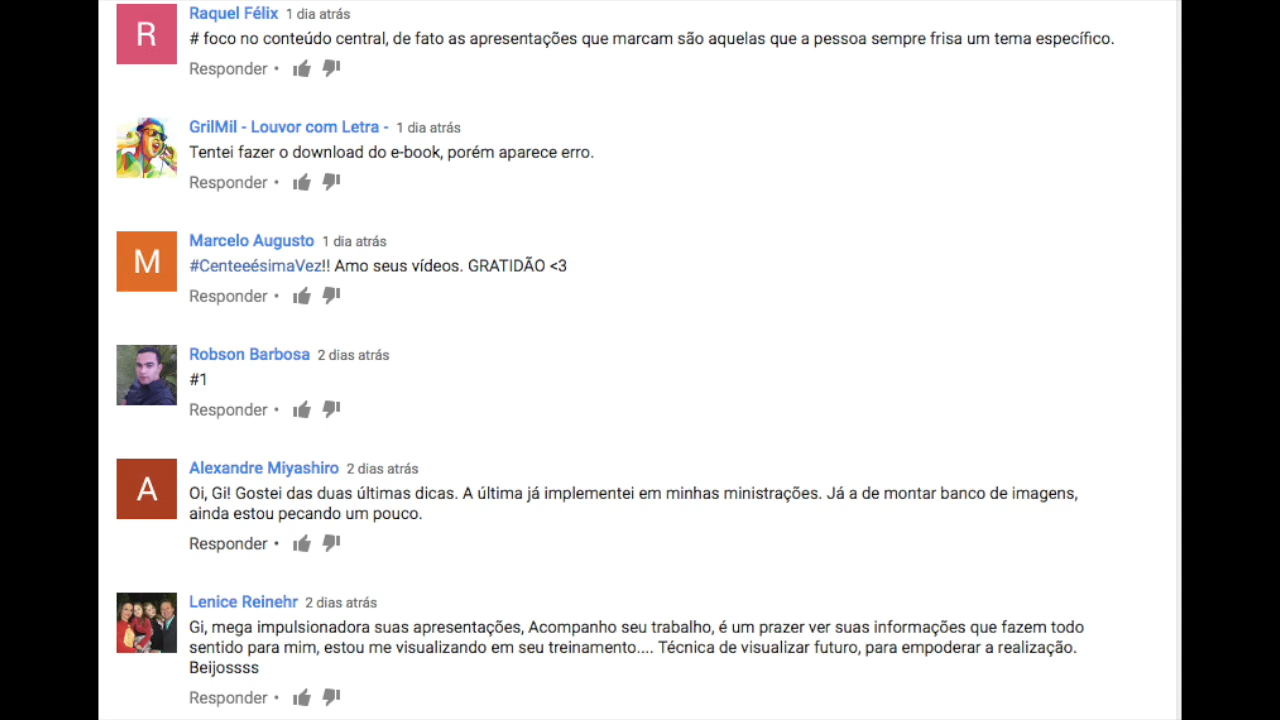 R
Raquel Félix 1 dia atrás
# foco no conteúdo central, de fato as apresentações que marcam são aquelas que a pessoa sempre frisa um tema específico.
Responder •
GrilMil - Louvor com Letra - 1 dia atrás
Tentei fazer o download do e-book, porém aparece erro.
Responder •
M
Marcelo Augusto 1 dia atrás
#CenteeésimaVez!! Amo seus vídeos. GRATIDÃO <3
Responder •
Robson Barbosa 2 dias atrás
#1
Responder •
A
Alexandre Miyashiro 2 dias atrás
Oi, Gi! Gostei das duas últimas dicas. A última já implementei em minhas ministrações. Já a de montar banco de imagens,
ainda estou pecando um pouco.
Responder •
Lenice Reinehr 2 dias atrás
Gi, mega impulsionadora suas apresentações, Acompanho seu trabalho, é um prazer ver suas informações que fazem todo
sentido para mim, estou me visualizando em seu treinamento.... Técnica de visualizar futuro, para empoderar a realização.
Beijossss
Responder •